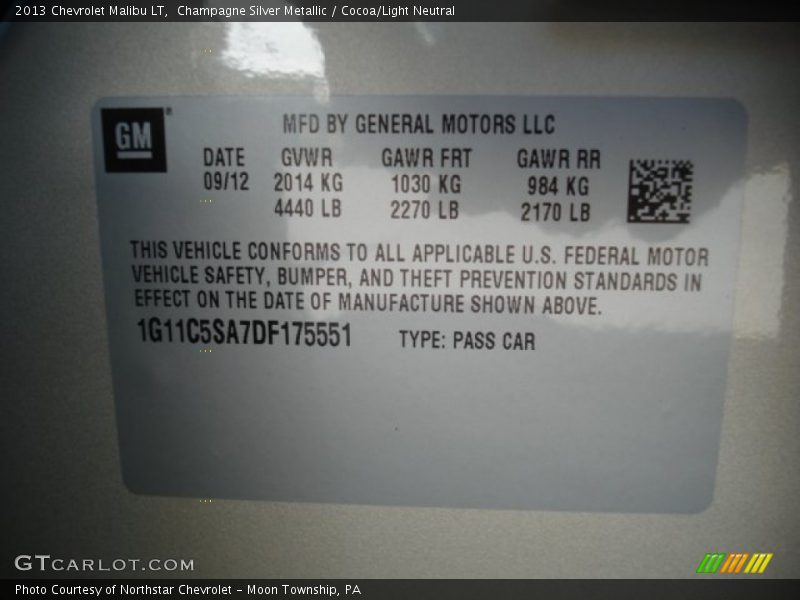 2013 Chevrolet Malibu LT,  Champagne Silver Metallic / Cocoa/Light Neutral
GM®
MFD BY GENERAL MOTORS LLC
DATE GVWR GAWR FRT GAWR RR
09/12 2014 KG 1030 KG 984 KG
4440 LB 2270 LB 2170 LB
THIS VEHICLE CONFORMS TO ALL APPLICABLE U.S. FEDERAL MOTOR
VEHICLE SAFETY, BUMPER, AND THEFT PREVENTION STANDARDS IN
EFFECT ON THE DATE OF MANUFACTURE SHOWN ABOVE.
1G11C5SA7DF175551 TYPE: PASS CAR
GTCARLOT.COM
Photo Courtesy of Northstar Chevrolet - Moon Township, PA